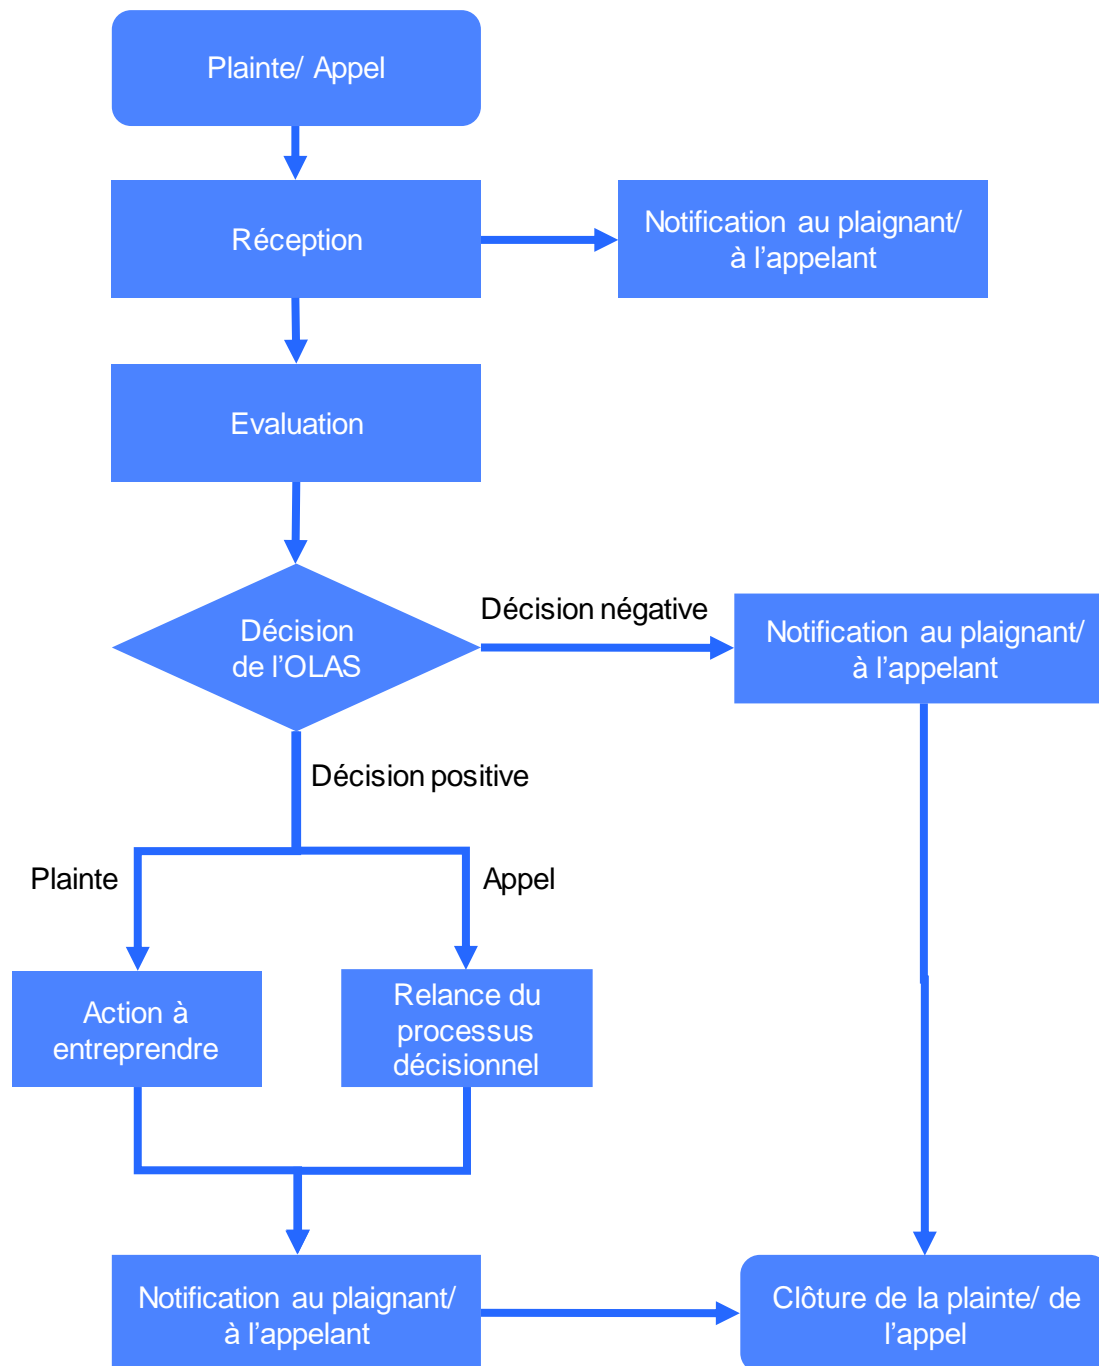 Plainte/ Appel
Réception
Notification au plaignant/
à l’appelant
Evaluation
Décision
de l’OLAS
Décision négative
Notification au plaignant/
à l’appelant
Décision positive
Plainte
Appel
Action à
entreprendre
Relance du
processus
décisionnel
Notification au plaignant/
à l’appelant
Clôture de la plainte/ de
l’appel